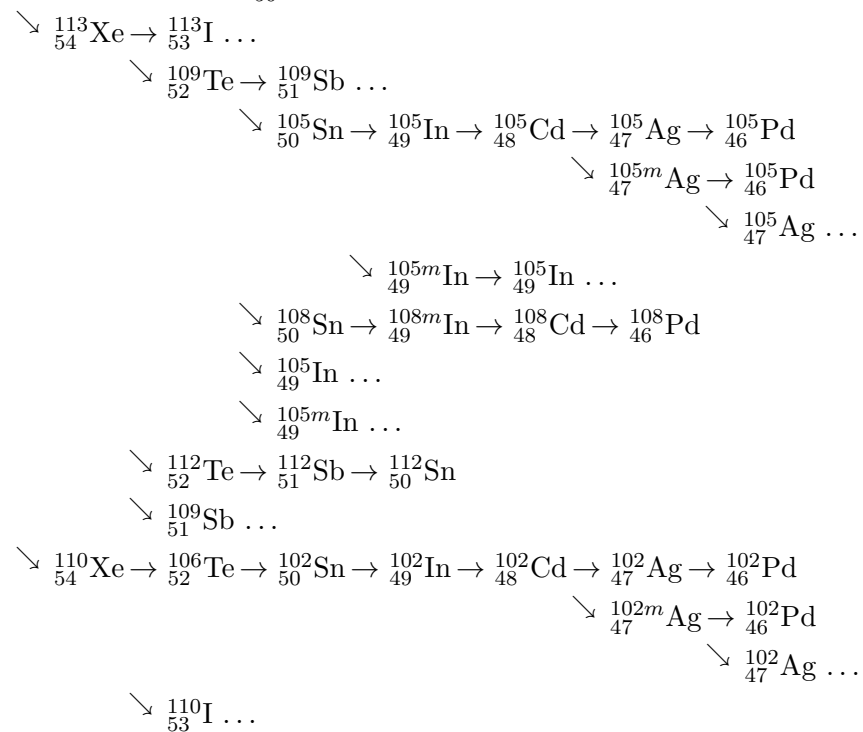 ↘ ¹¹³₅₄Xe → ¹¹³₅₃I …
↘ ¹⁰⁹₅₂Te → ¹⁰⁹₅₁Sb …
↘ ¹⁰⁵₅₀Sn → ¹⁰⁵₄₉In → ¹⁰⁵₄₈Cd → ¹⁰⁵₄₇Ag → ¹⁰⁵₄₆Pd
↘ ¹⁰⁵ᵐ₄₇Ag → ¹⁰⁵₄₆Pd
↘ ¹⁰⁵₄₇Ag …
↘ ¹⁰⁵ᵐ₄₉In → ¹⁰⁵₄₉In …
↘ ¹⁰⁸₅₀Sn → ¹⁰⁸ᵐ₄₉In → ¹⁰⁸₄₈Cd → ¹⁰⁸₄₆Pd
↘ ¹⁰⁵₄₉In …
↘ ¹⁰⁵ᵐ₄₉In …
↘ ¹¹²₅₂Te → ¹¹²₅₁Sb → ¹¹²₅₀Sn
↘ ¹⁰⁹₅₁Sb …
↘ ¹¹⁰₅₄Xe → ¹⁰⁶₅₂Te → ¹⁰²₅₀Sn → ¹⁰²₄₉In → ¹⁰²₄₈Cd → ¹⁰²₄₇Ag → ¹⁰²₄₆Pd
↘ ¹⁰²ᵐ₄₇Ag → ¹⁰²₄₆Pd
↘ ¹⁰²₄₇Ag …
↘ ¹¹⁰₅₃I …